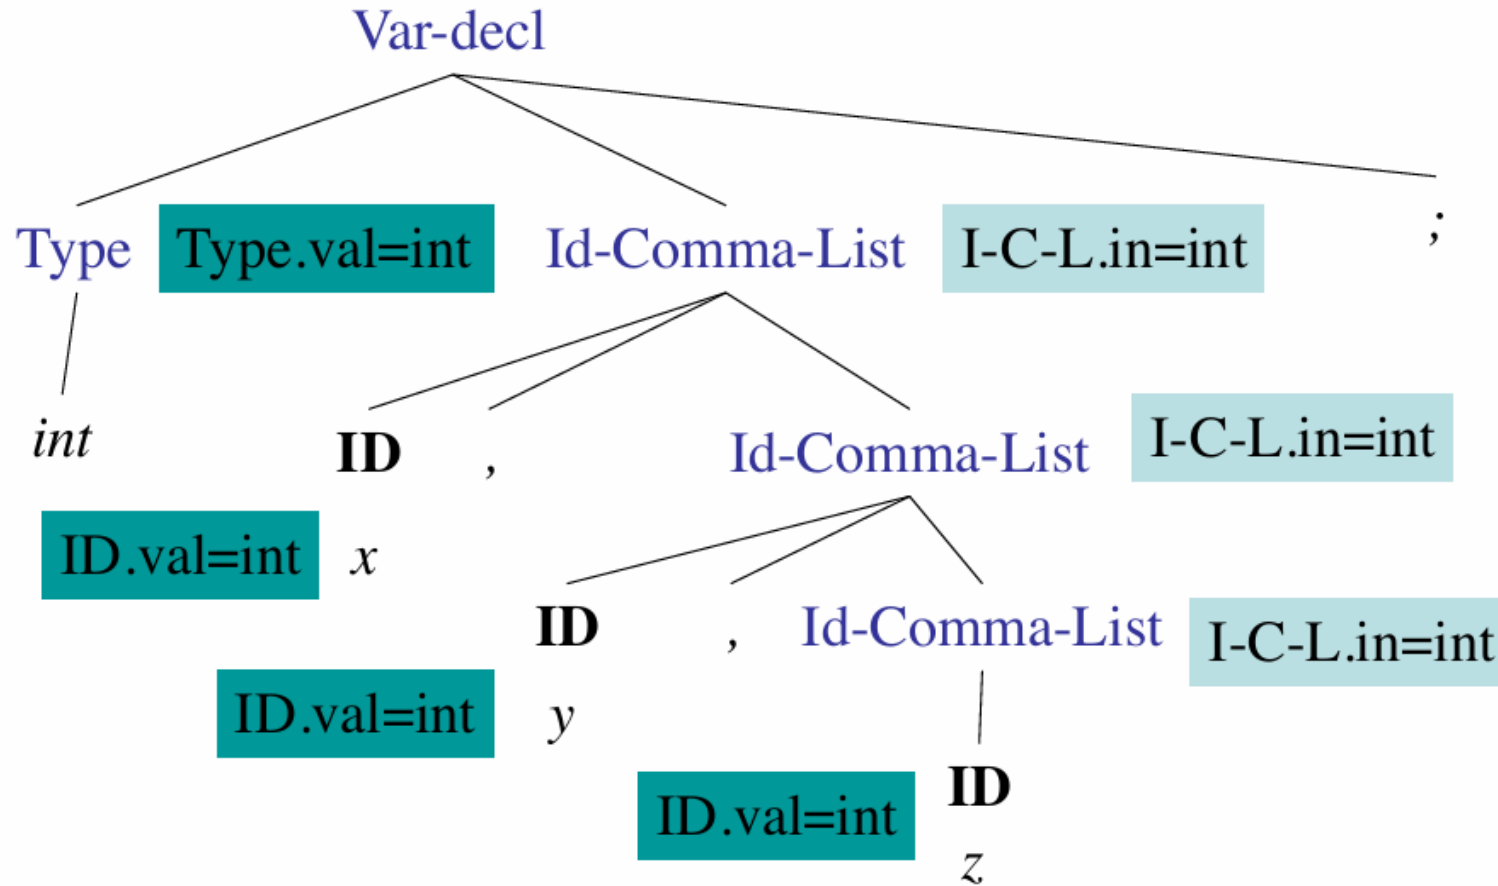 Var-decl
Type Type.val=int Id-Comma-List I-C-L.in=int ;
int ID , Id-Comma-List I-C-L.in=int
ID.val=int x
ID , Id-Comma-List I-C-L.in=int
ID.val=int y
ID.val=int ID
z